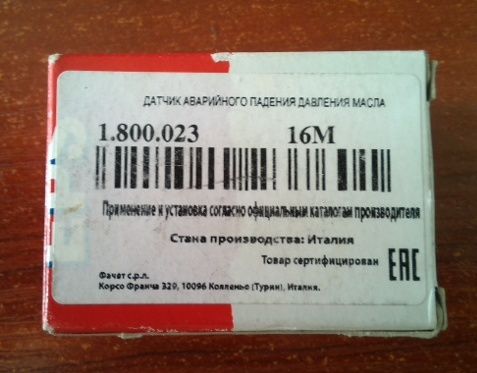 ДАТЧИК АВАРИЙНОГО ПАДЕНИЯ ДАВЛЕНИЯ МАСЛА
1.800.023 16М
Применение и установка согласно официальным каталогам производителя
Стана производства: Италия
Товар сертифицирован EAC
Фачет с.р.л.
Корсо Франча 329, 10096 Колленьо (Турин), Италия.